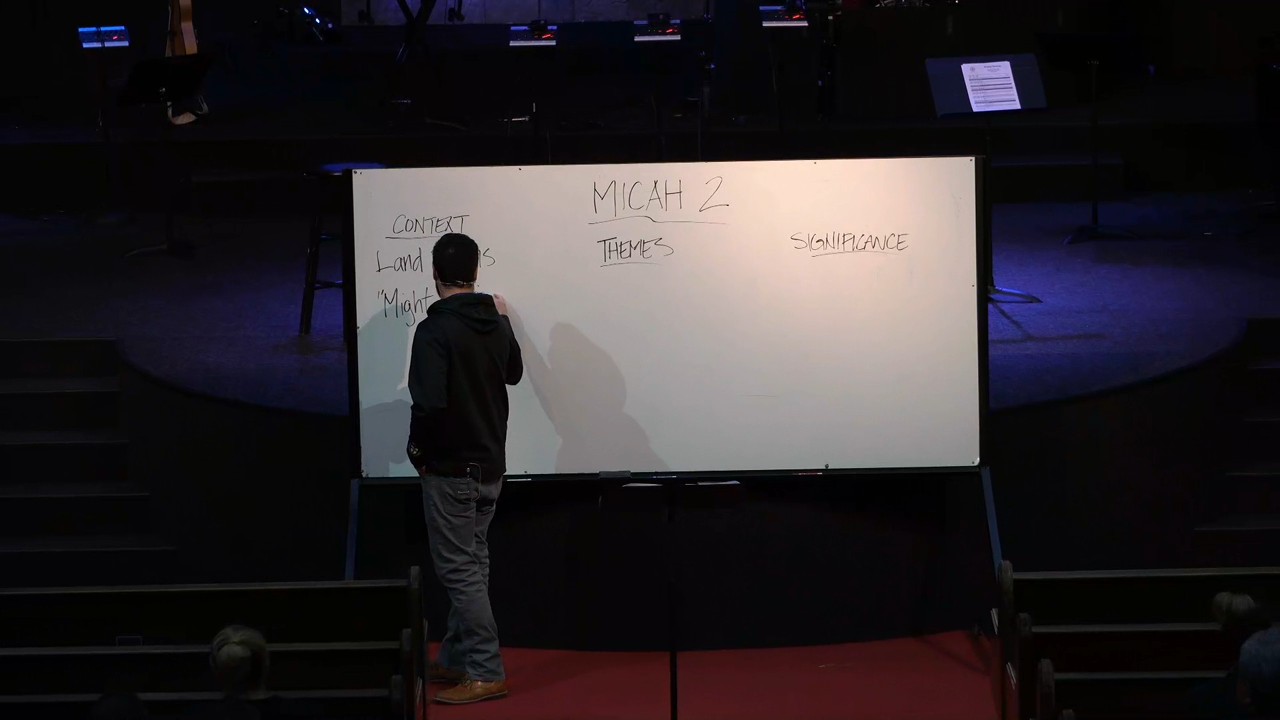 MICAH 2
CONTEXT
THEMES
SIGNIFICANCE
Land
"Might